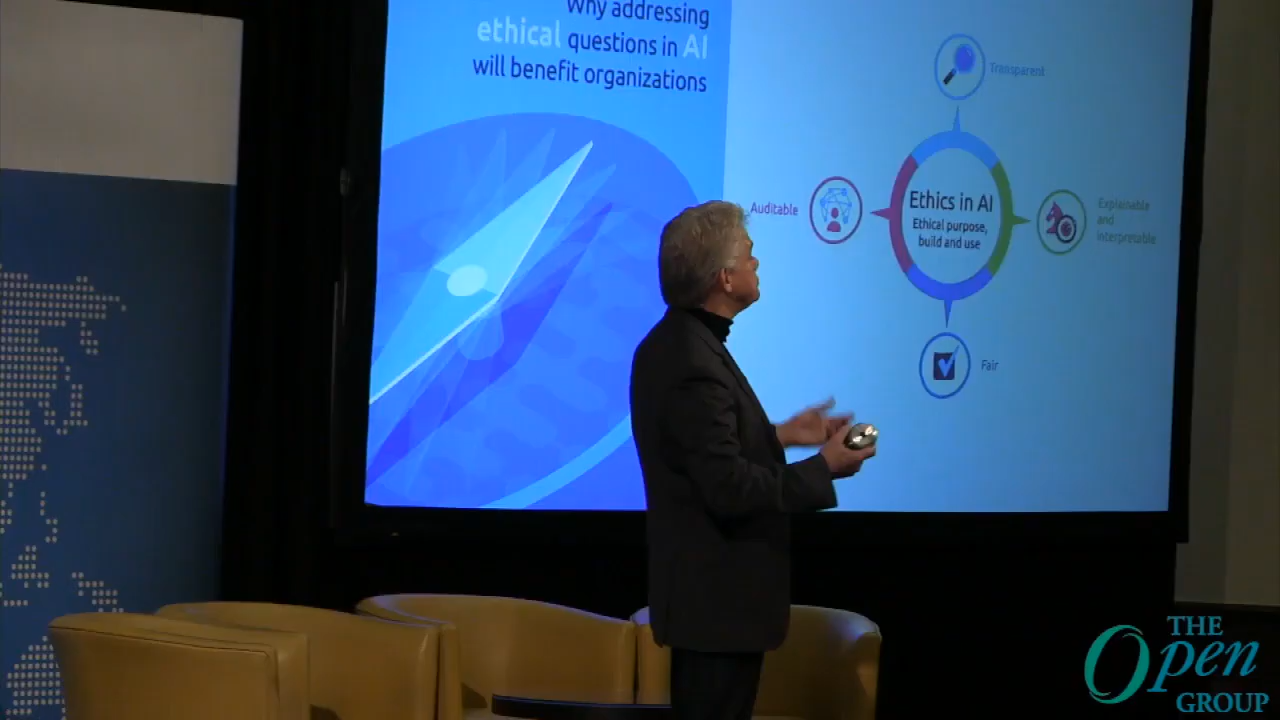 Why addressing
ethical questions in AI
will benefit organizations
Transparent
Auditable
Ethics in AI
Ethical purpose,
build and use
Explainable
and
interpretable
Fair
THE
Open
GROUP